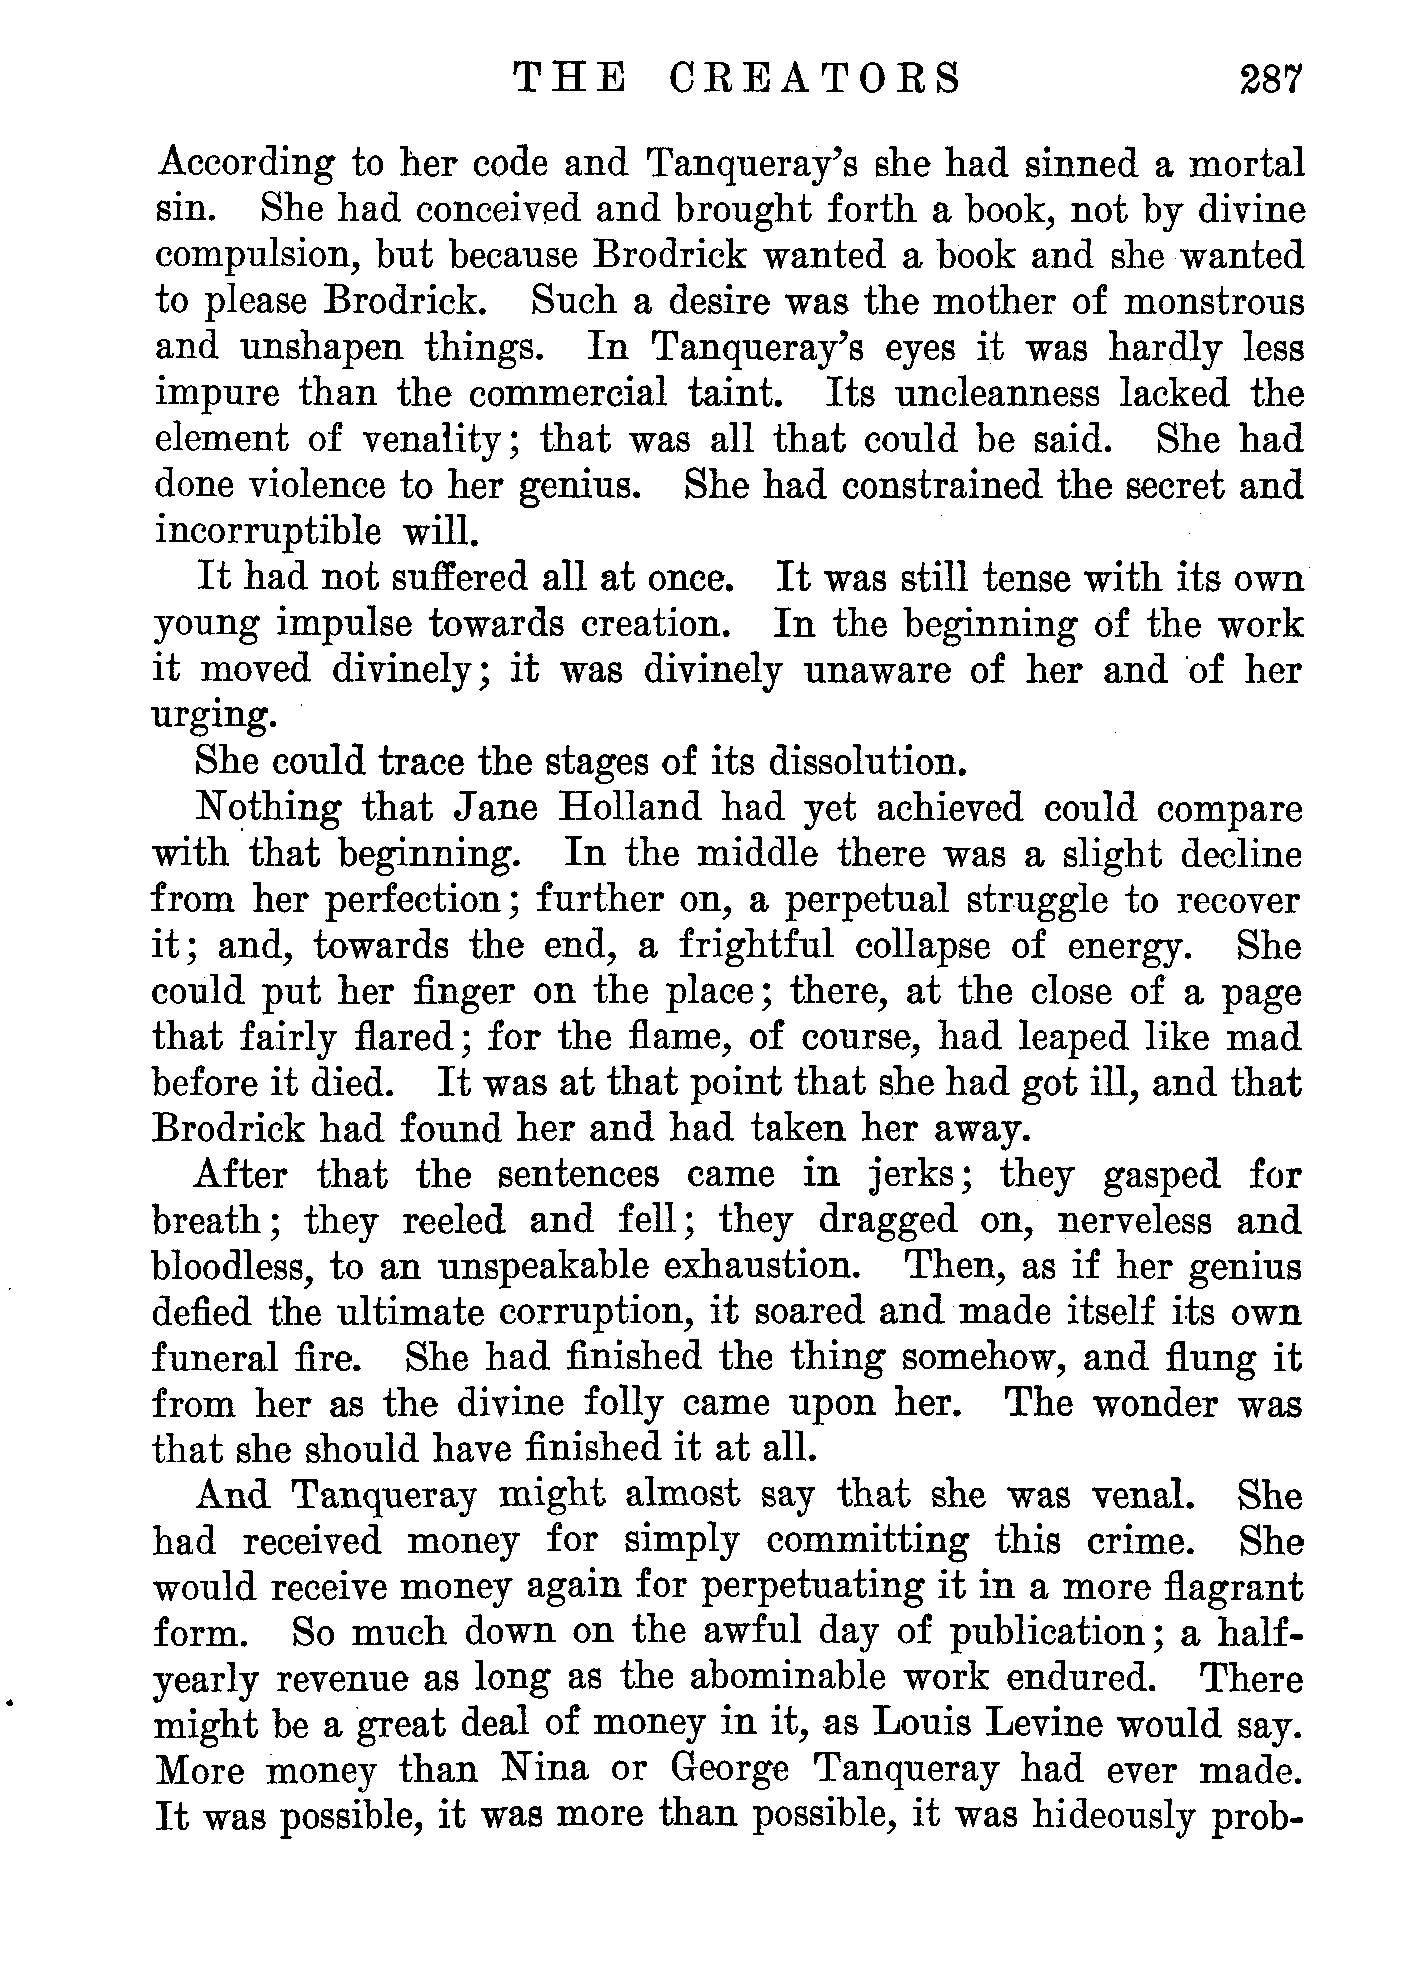 THE CREATORS 287
According to her code and Tanqueray's she had sinned a mortal
sin. She had conceived and brought forth a book, not by divine
compulsion, but because Brodrick wanted a book and she wanted
to please Brodrick. Such a desire was the mother of monstrous
and unshapen things. In Tanqueray's eyes it was hardly less
impure than the commercial taint. Its uncleanness lacked the
element of venality; that was all that could be said. She had
done violence to her genius. She had constrained the secret and
incorruptible will.
It had not suffered all at once. It was still tense with its own
young impulse towards creation. In the beginning of the work
it moved divinely; it was divinely unaware of her and of her
urging.
She could trace the stages of its dissolution.
Nothing that Jane Holland had yet achieved could compare
with that beginning. In the middle there was a slight decline
from her perfection; further on, a perpetual struggle to recover
it; and, towards the end, a frightful collapse of energy. She
could put her finger on the place; there, at the close of a page
that fairly flared; for the flame, of course, had leaped like mad
before it died. It was at that point that she had got ill, and that
Brodrick had found her and had taken her away.
After that the sentences came in jerks; they gasped for
breath; they reeled and fell; they dragged on, nerveless and
bloodless, to an unspeakable exhaustion. Then, as if her genius
defied the ultimate corruption, it soared and made itself its own
funeral fire. She had finished the thing somehow, and flung it
from her as the divine folly came upon her. The wonder was
that she should have finished it at all.
And Tanqueray might almost say that she was venal. She
had received money for simply committing this crime. She
would receive money again for perpetuating it in a more flagrant
form. So much down on the awful day of publication; a half-
yearly revenue as long as the abominable work endured. There
might be a great deal of money in it, as Louis Levine would say.
More money than Nina or George Tanqueray had ever made.
It was possible, it was more than possible, it was hideously prob-